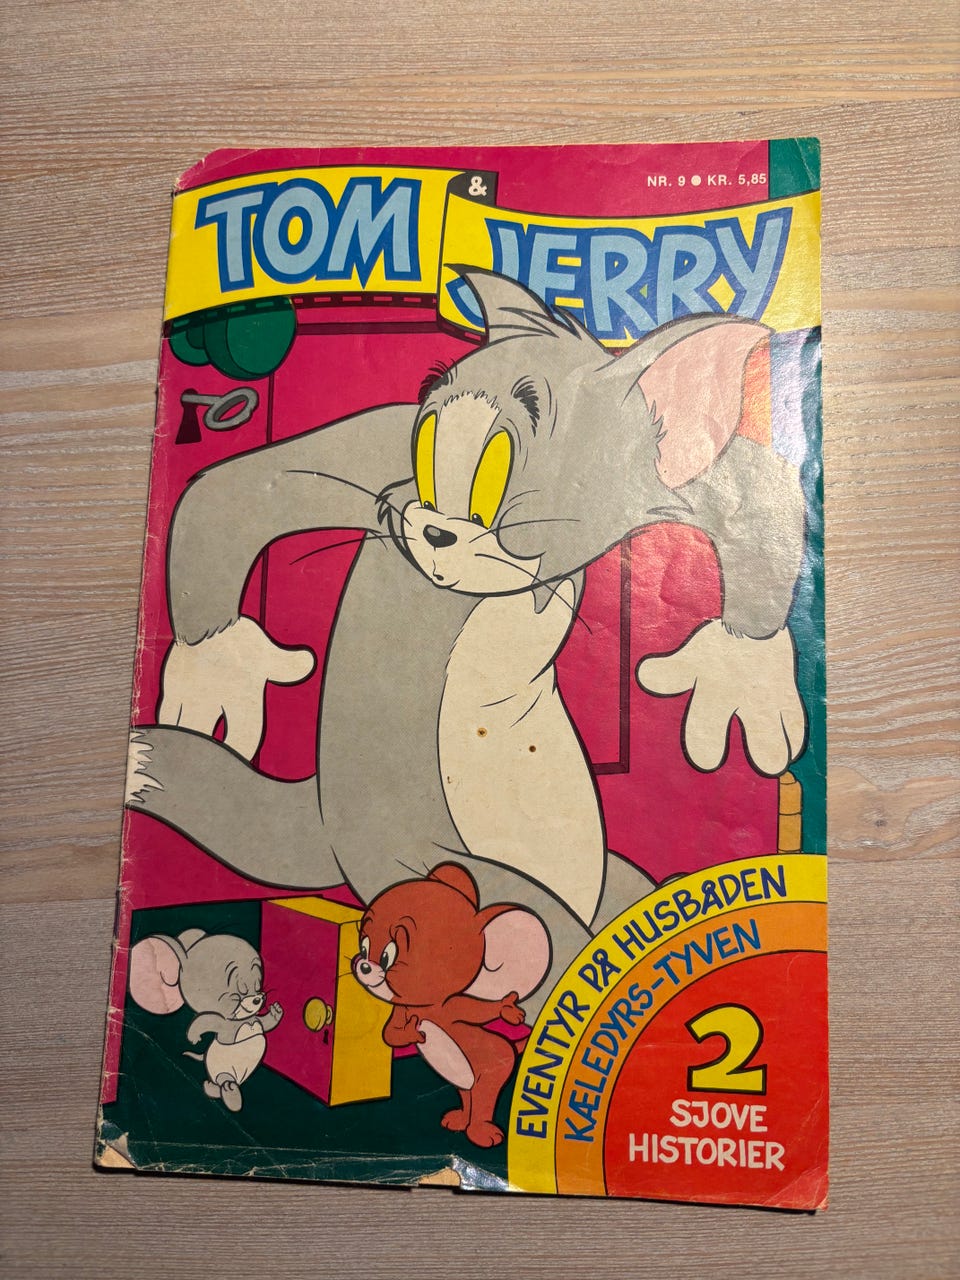 TOM & JERRY
NR. 9 ● KR. 5,85
EVENTYR PÅ HUSBÅDEN
KÆLEDYRS-TYVEN
2
SJOVE
HISTORIER